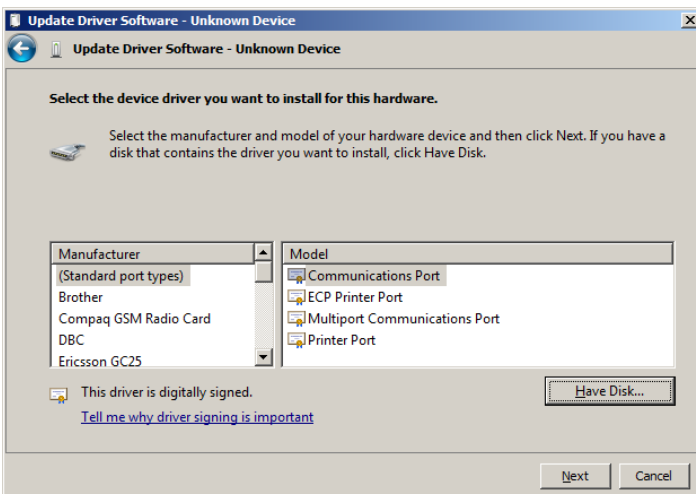 Update Driver Software - Unknown Device
Update Driver Software - Unknown Device
Select the device driver you want to install for this hardware.
Select the manufacturer and model of your hardware device and then click Next. If you have a
disk that contains the driver you want to install, click Have Disk.
Manufacturer
(Standard port types)
Brother
Compaq GSM Radio Card
DBC
Ericsson GC25
Model
Communications Port
ECP Printer Port
Multiport Communications Port
Printer Port
This driver is digitally signed.
Tell me why driver signing is important
Have Disk...
Next
Cancel